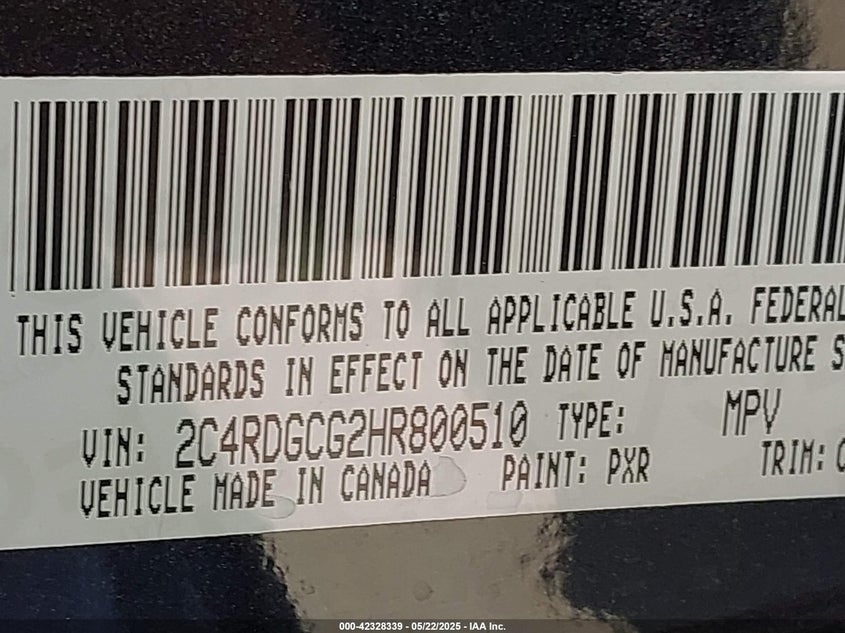 THIS VEHICLE CONFORMS TO ALL APPLICABLE U.S.A. FEDERAL
STANDARDS IN EFFECT ON THE DATE OF MANUFACTURE S
VIN: 2C4RDGCG2HR800510 TYPE: MPV
VEHICLE MADE IN CANADA PAINT: PXR TRIM:
000-42328339 - 05/22/2025 - IAA Inc.